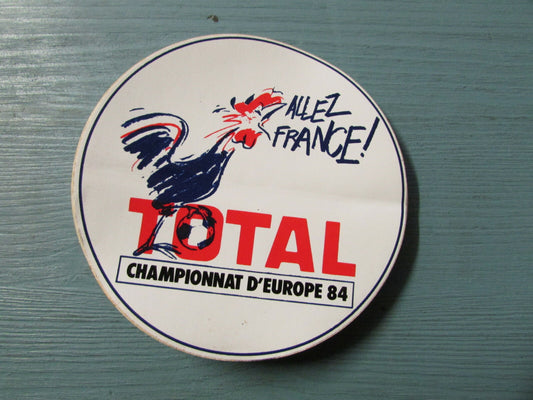 ALLEZ
FRANCE!
TOTAL
CHAMPIONNAT D'EUROPE 84